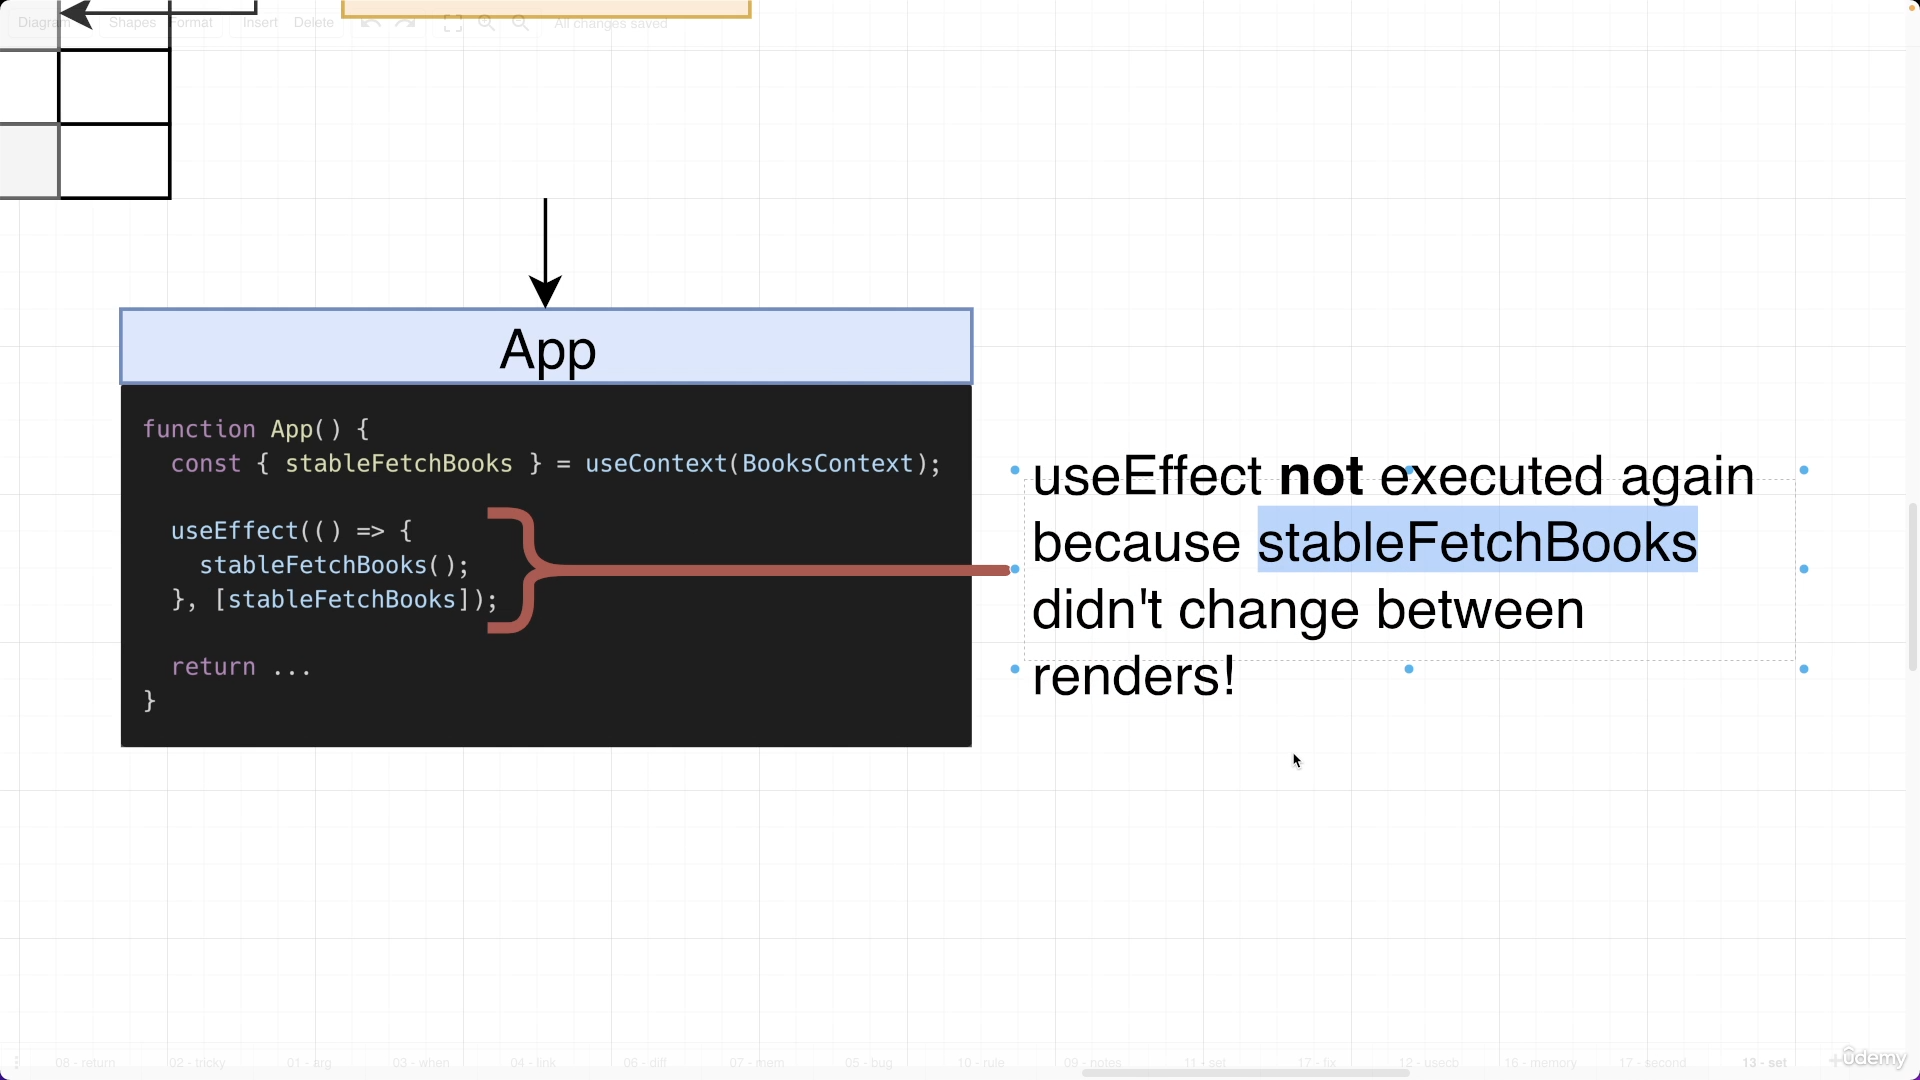 Diagram Shapes Format Insert Delete All changes saved
App
function App() {
const { stableFetchBooks } = useContext(BooksContext);
useEffect(() => {
stableFetchBooks();
}, [stableFetchBooks]);
return ...
}
useEffect not executed again
because stableFetchBooks
didn't change between
renders!
08 - return 02 - tricky 01 - arg 03 - when 04 - link 06 - diff 07 - mem 05 - bug 10 - rule 09 - notes 11 - set 17 - fix 12 - usecb 16 - memory 17 - second 13 - set
ûdemy